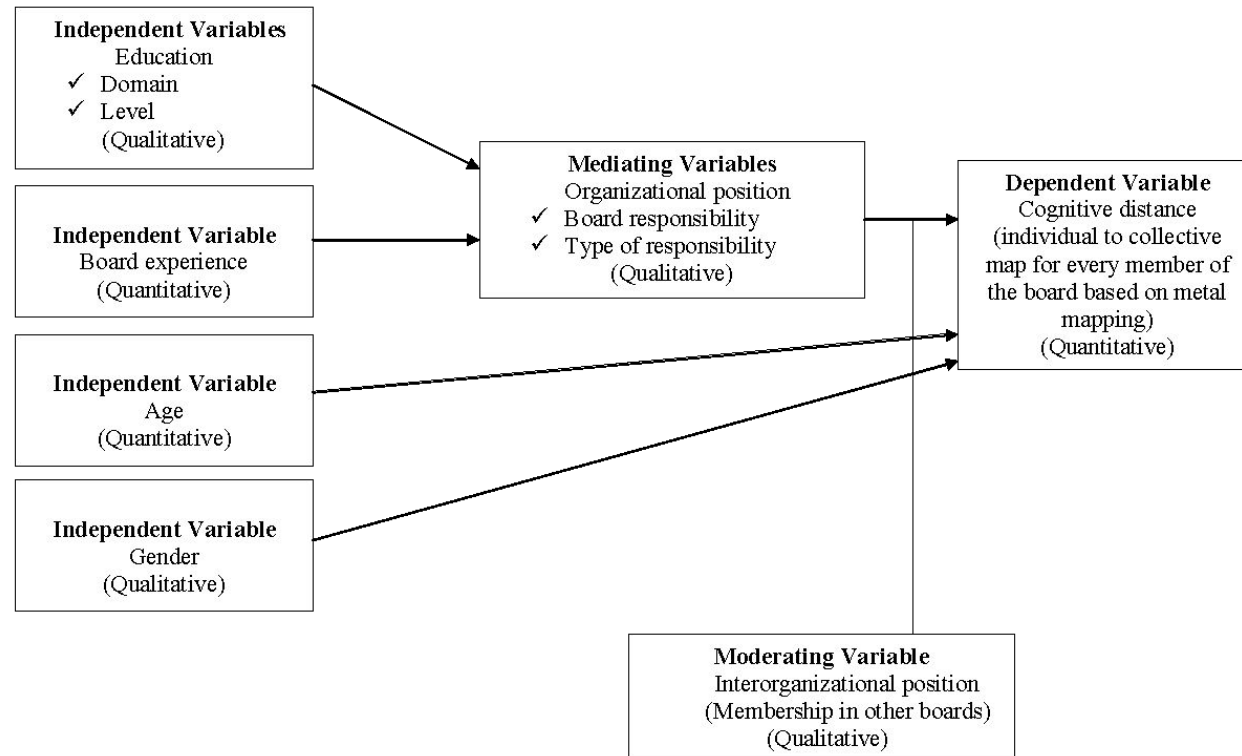 Independent Variables
Education
✓ Domain
✓ Level
(Qualitative)
Independent Variable
Board experience
(Quantitative)
Independent Variable
Age
(Quantitative)
Independent Variable
Gender
(Qualitative)
Mediating Variables
Organizational position
✓ Board responsibility
✓ Type of responsibility
(Qualitative)
Dependent Variable
Cognitive distance
(individual to collective
map for every member of
the board based on metal
mapping)
(Quantitative)
Moderating Variable
Interorganizational position
(Membership in other boards)
(Qualitative)